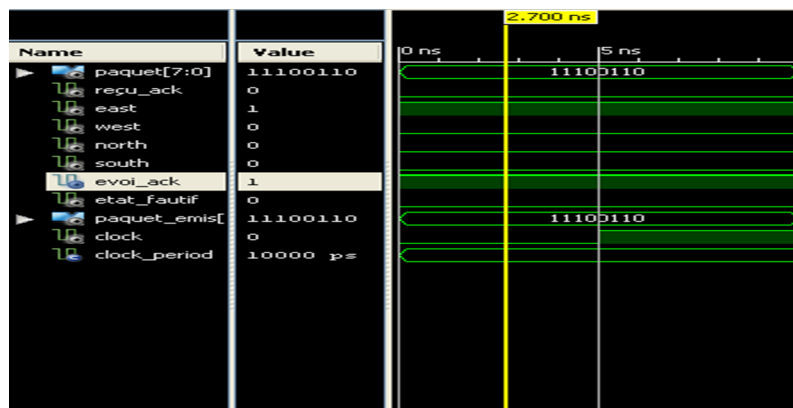 2.700 ns
Name Value 0 ns 5 ns
paquet[7:0] 11100110 11100110
reçu_ack 0
east 1
west 0
north 0
south 0
evoi_ack 1
etat_fautif 0
paquet_emis[ 11100110 11100110
clock 0
clock_period 10000 ps